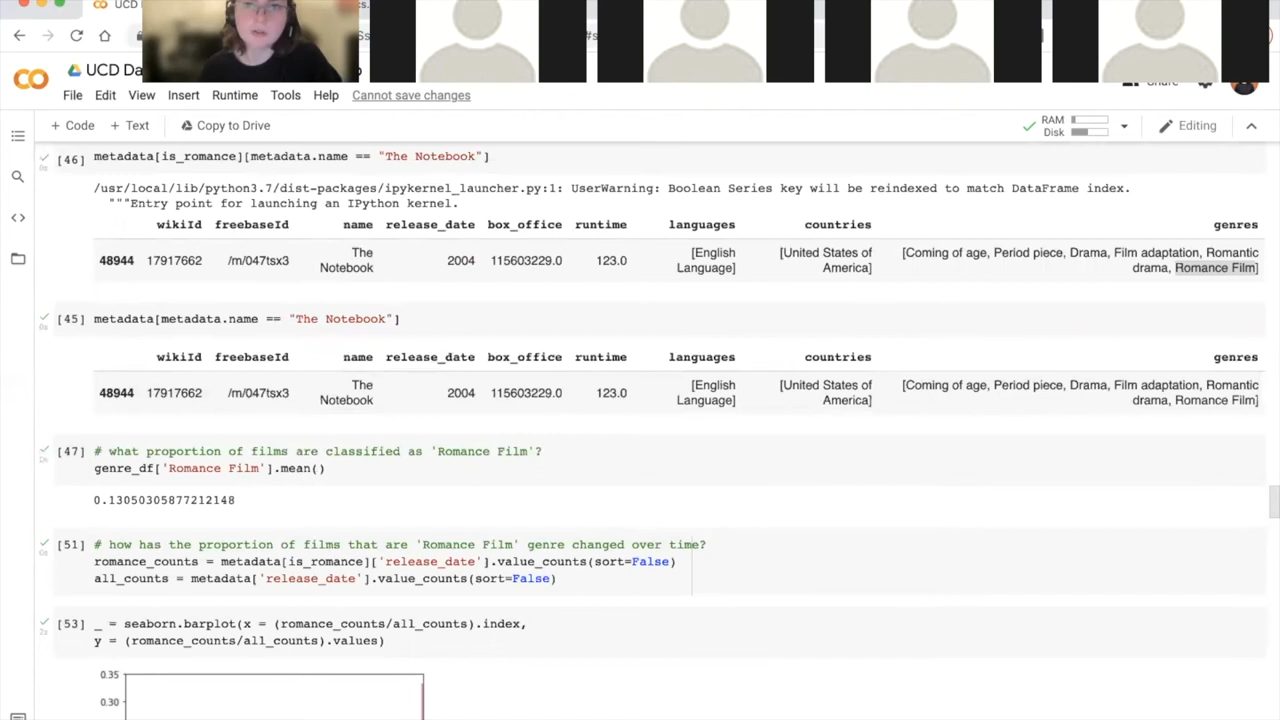 UCD Da
#s
UCD Da
File Edit View Insert Runtime Tools Help Cannot save changes
+ Code + Text Copy to Drive
RAM
Disk
Editing
[46] metadata[is_romance][metadata.name == "The Notebook"]
/usr/local/lib/python3.7/dist-packages/ipykernel_launcher.py:1: UserWarning: Boolean Series key will be reindexed to match DataFrame index.
"""Entry point for launching an IPython kernel.
wikiId freebaseId name release_date box_office runtime languages countries genres
48944 17917662 /m/047tsx3 The Notebook 2004 115603229.0 123.0 [English Language] [United States of America] [Coming of age, Period piece, Drama, Film adaptation, Romantic drama, Romance Film]
[45] metadata[metadata.name == "The Notebook"]
wikiId freebaseId name release_date box_office runtime languages countries genres
48944 17917662 /m/047tsx3 The Notebook 2004 115603229.0 123.0 [English Language] [United States of America] [Coming of age, Period piece, Drama, Film adaptation, Romantic drama, Romance Film]
[47] # what proportion of films are classified as 'Romance Film'?
genre_df['Romance Film'].mean()
0.13050305877212148
[51] # how has the proportion of films that are 'Romance Film' genre changed over time?
romance_counts = metadata[is_romance]['release_date'].value_counts(sort=False)
all_counts = metadata['release_date'].value_counts(sort=False)
[53] _ = seaborn.barplot(x = (romance_counts/all_counts).index,
y = (romance_counts/all_counts).values)
0.35
0.30